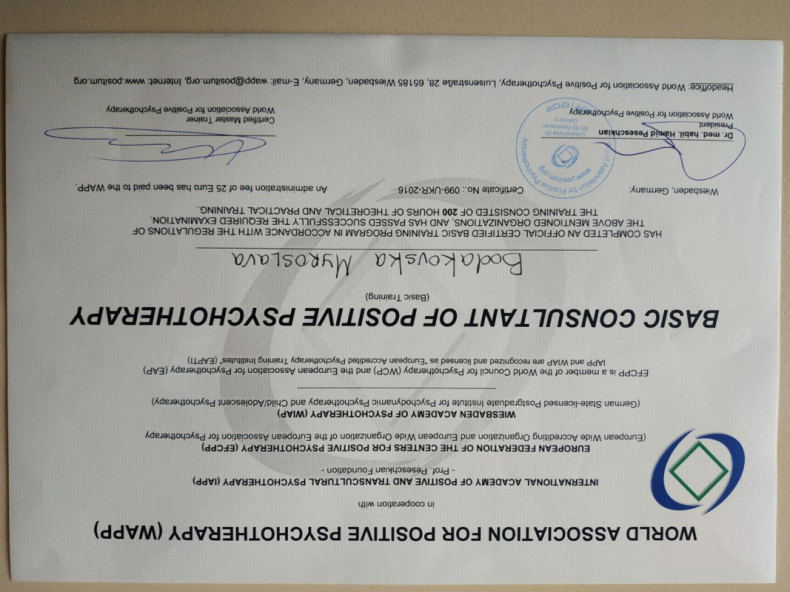 WORLD ASSOCIATION FOR POSITIVE PSYCHOTHERAPY (WAPP)
in cooperation with
INTERNATIONAL ACADEMY OF POSITIVE AND TRANSCULTURAL PSYCHOTHERAPY (IAPP)
- Prof. Peseschkian Foundation -
EUROPEAN FEDERATION OF THE CENTERS FOR POSITIVE PSYCHOTHERAPY (EFCPP)
(European Wide Accrediting Organization and European Wide Organization of the European Association for Psychotherapy
WIESBADEN ACADEMY OF PSYCHOTHERAPY (WIAP)
(German State-licensed Postgraduate Institute for Psychodynamic Psychotherapy and Child/Adolescent Psychotherapy)
EFCPP is a member of the World Council for Psychotherapy (WCP) and the European Association for Psychotherapy (EAP)
IAPP and WIAP are recognized and licensed as "European Accredited Psychotherapy Training Institutes" (EAPTI)
BASIC CONSULTANT OF POSITIVE PSYCHOTHERAPY
(Basic Training)
Bodakovska Myroslava
HAS COMPLETED AN OFFICIAL CERTIFIED BASIC TRAINING PROGRAM IN ACCORDANCE WITH THE REGULATIONS OF
THE ABOVE MENTIONED ORGANIZATIONS, AND HAS PASSED SUCCESSFULLY THE REQUIRED EXAMINATION.
THE TRAINING CONSISTED OF 200 HOURS OF THEORETICAL AND PRACTICAL TRAINING.
Wiesbaden, Germany, Certificate No.: 099-UKR-2016 An administration fee of 25 Euro has been paid to the WAPP.
Dr. med. habil. Hamid Peseschkian
President
World Association for Positive Psychotherapy
www.positum.org
Certified Master Trainer
World Association for Positive Psychotherapy
Headoffice: World Association for Positive Psychotherapy, Luisenstraße 28, 65185 Wiesbaden, Germany, E-mail: wapp@positum.org, Internet: www.positum.org